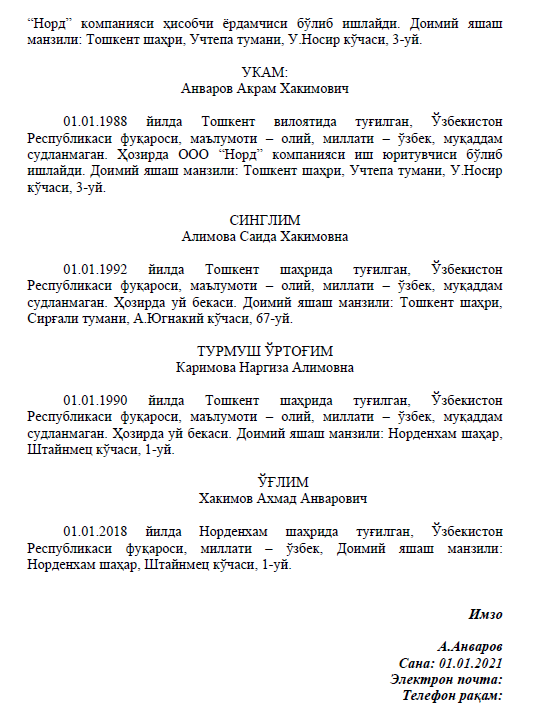 “Норд” компанияси ҳисобчи ёрдамчиси бўлиб ишлайди. Доимий яшаш
манзили: Тошкент шаҳри, Учтепа тумани, У.Носир кўчаси, 3-уй.
УКАМ:
Анваров Акрам Хакимович
01.01.1988 йилда Тошкент вилоятида туғилган, Ўзбекистон
Республикаси фуқароси, маълумоти – олий, миллати – ўзбек, муқаддам
судланмаган. Ҳозирда ООО “Норд” компанияси иш юритувчиси бўлиб
ишлайди. Доимий яшаш манзили: Тошкент шаҳри, Учтепа тумани, У.Носир
кўчаси, 3-уй.
СИНГЛИМ
Алимова Саида Хакимовна
01.01.1992 йилда Тошкент шаҳрида туғилган, Ўзбекистон
Республикаси фуқароси, маълумоти – олий, миллати – ўзбек, муқаддам
судланмаган. Ҳозирда уй бекаси. Доимий яшаш манзили: Тошкент шаҳри,
Сирғали тумани, А.Югнакий кўчаси, 67-уй.
ТУРМУШ ЎРТОҒИМ
Каримова Наргиза Алимовна
01.01.1990 йилда Тошкент шаҳрида туғилган, Ўзбекистон
Республикаси фуқароси, маълумоти – олий, миллати – ўзбек, муқаддам
судланмаган. Ҳозирда уй бекаси. Доимий яшаш манзили: Норденхам шаҳар,
Штайнмец кўчаси, 1-уй.
ЎҒЛИМ
Хакимов Ахмад Анварович
01.01.2018 йилда Норденхам шаҳрида туғилган, Ўзбекистон
Республикаси фуқароси, миллати – ўзбек, Доимий яшаш манзили:
Норденхам шаҳар, Штайнмец кўчаси, 1-уй.
Имзо
А.Анваров
Сана: 01.01.2021
Электрон почта:
Телефон рақам: